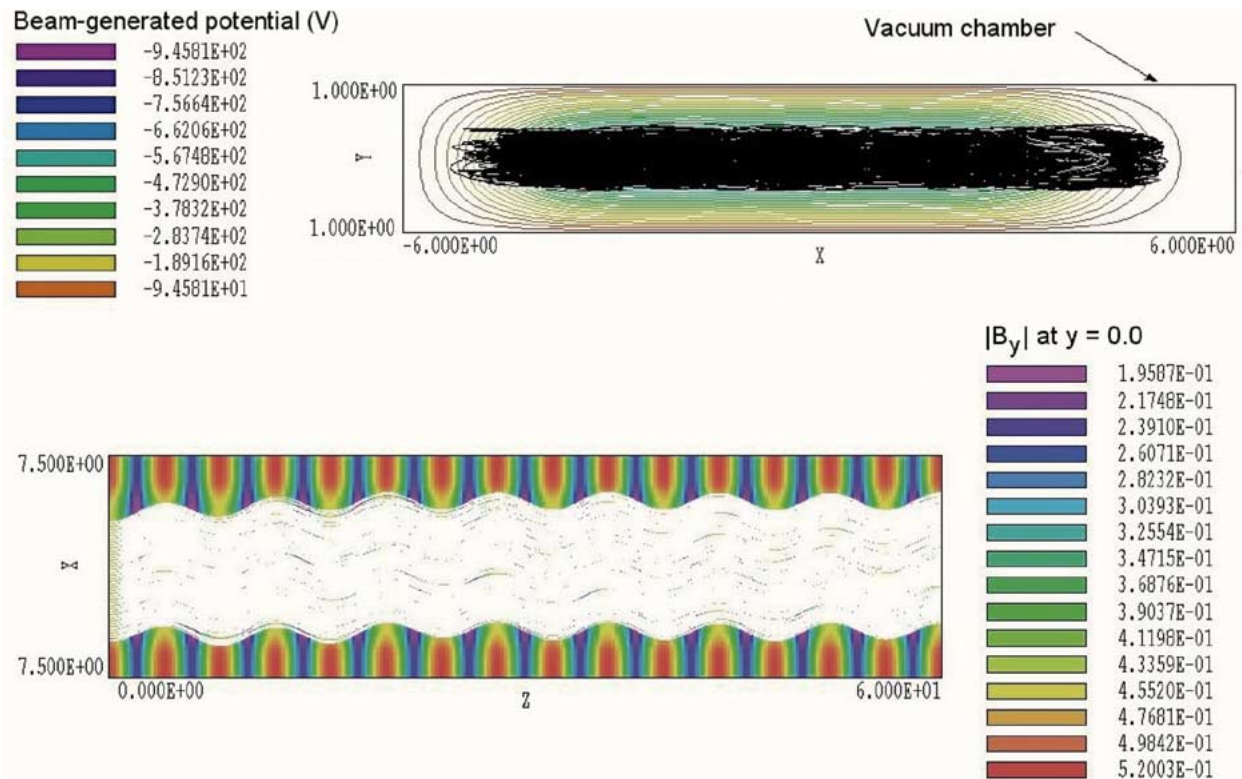 Beam-generated potential (V)
-9.4581E+02
-8.5123E+02
-7.5664E+02
-6.6206E+02
-5.6748E+02
-4.7290E+02
-3.7832E+02
-2.8374E+02
-1.8916E+02
-9.4581E+01
Vacuum chamber
1.000E+00
Y
1.000E+00
-6.000E+00
6.000E+00
X
|By| at y = 0.0
1.9587E-01
2.1748E-01
2.3910E-01
2.6071E-01
2.8232E-01
3.0393E-01
3.2554E-01
3.4715E-01
3.6876E-01
3.9037E-01
4.1198E-01
4.3359E-01
4.5520E-01
4.7681E-01
4.9842E-01
5.2003E-01
7.500E+00
X
7.500E+00
0.000E+00
6.000E+01
Z